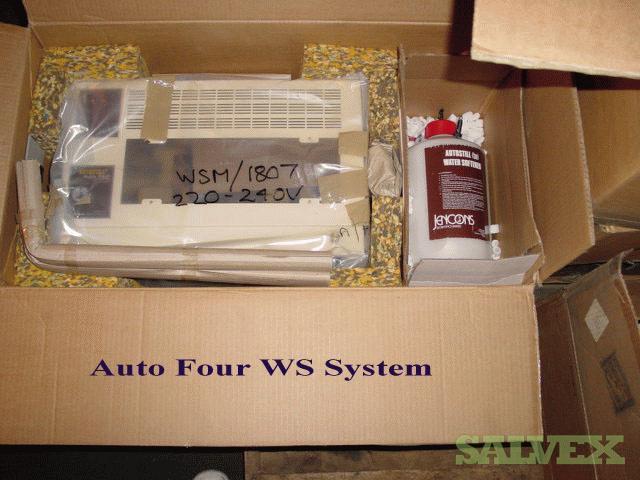 WSM/1807
220-240V
AUTOSTILL
WATER SOFTENER
JENCONS
Auto Four WS System
SALVEX